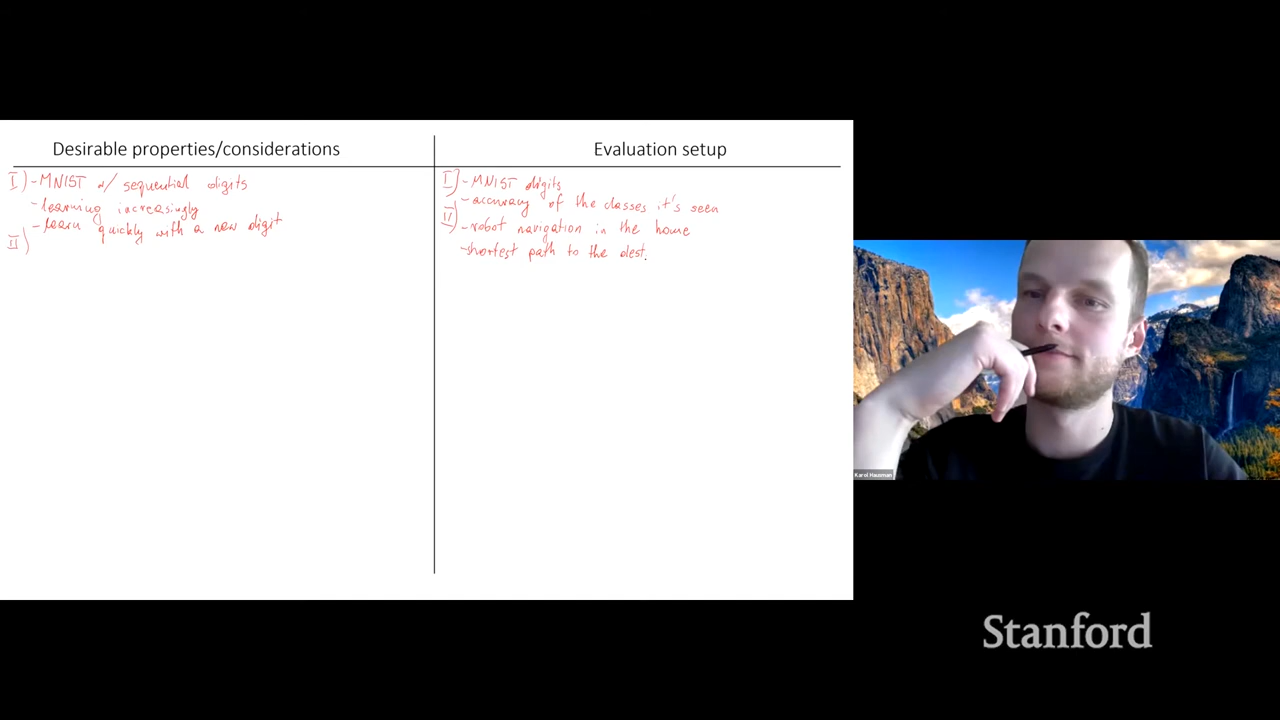 Desirable properties/considerations
I) - MNIST w/ sequential digits
- learning increasingly
- learn quickly with a new digit
II)
Evaluation setup
I) - MNIST digits
- accuracy of the classes it's seen
II)
- robot navigation in the home
- shortest path to the dest.
Karol Hausman
Stanford